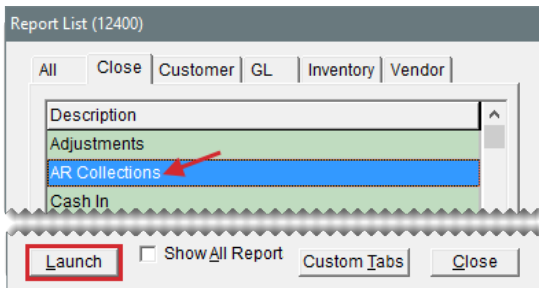 Report List (12400)
All Close Customer GL Inventory Vendor
Description
Adjustments
AR Collections
Cash In
Launch Show All Report Custom Tabs Close